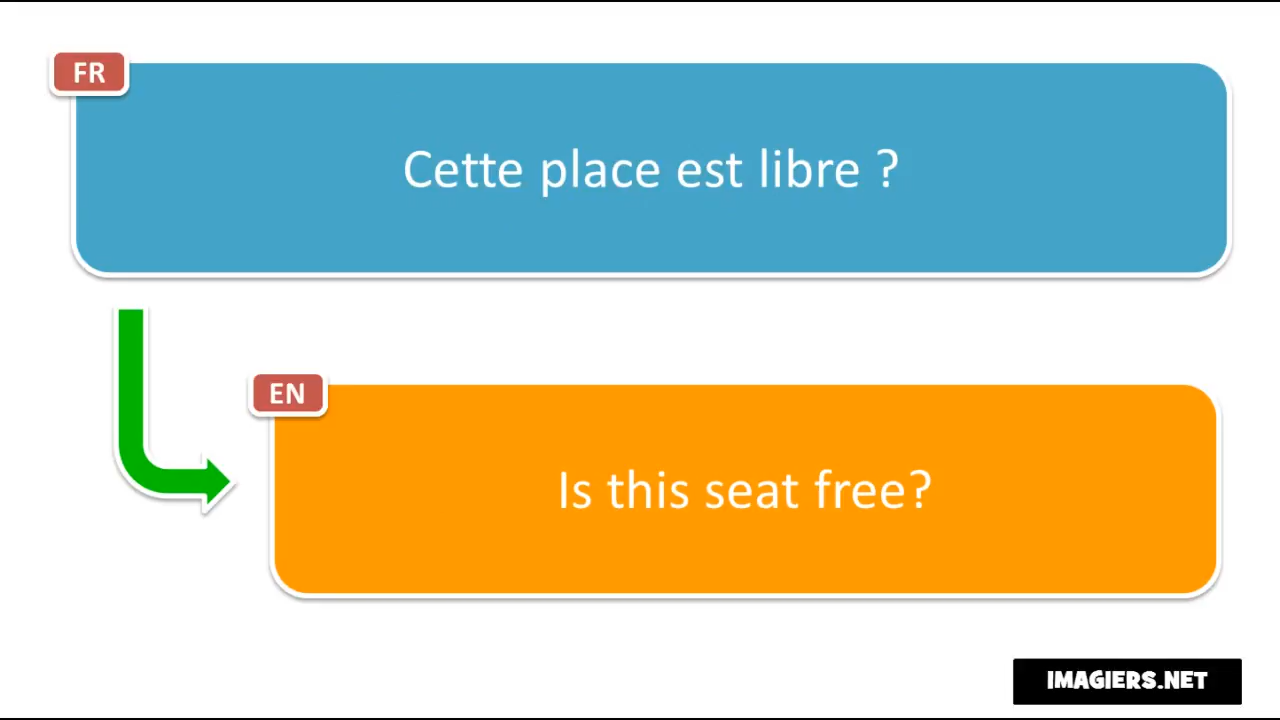 FR
Cette place est libre ?
EN
Is this seat free?
IMAGIERS.NET